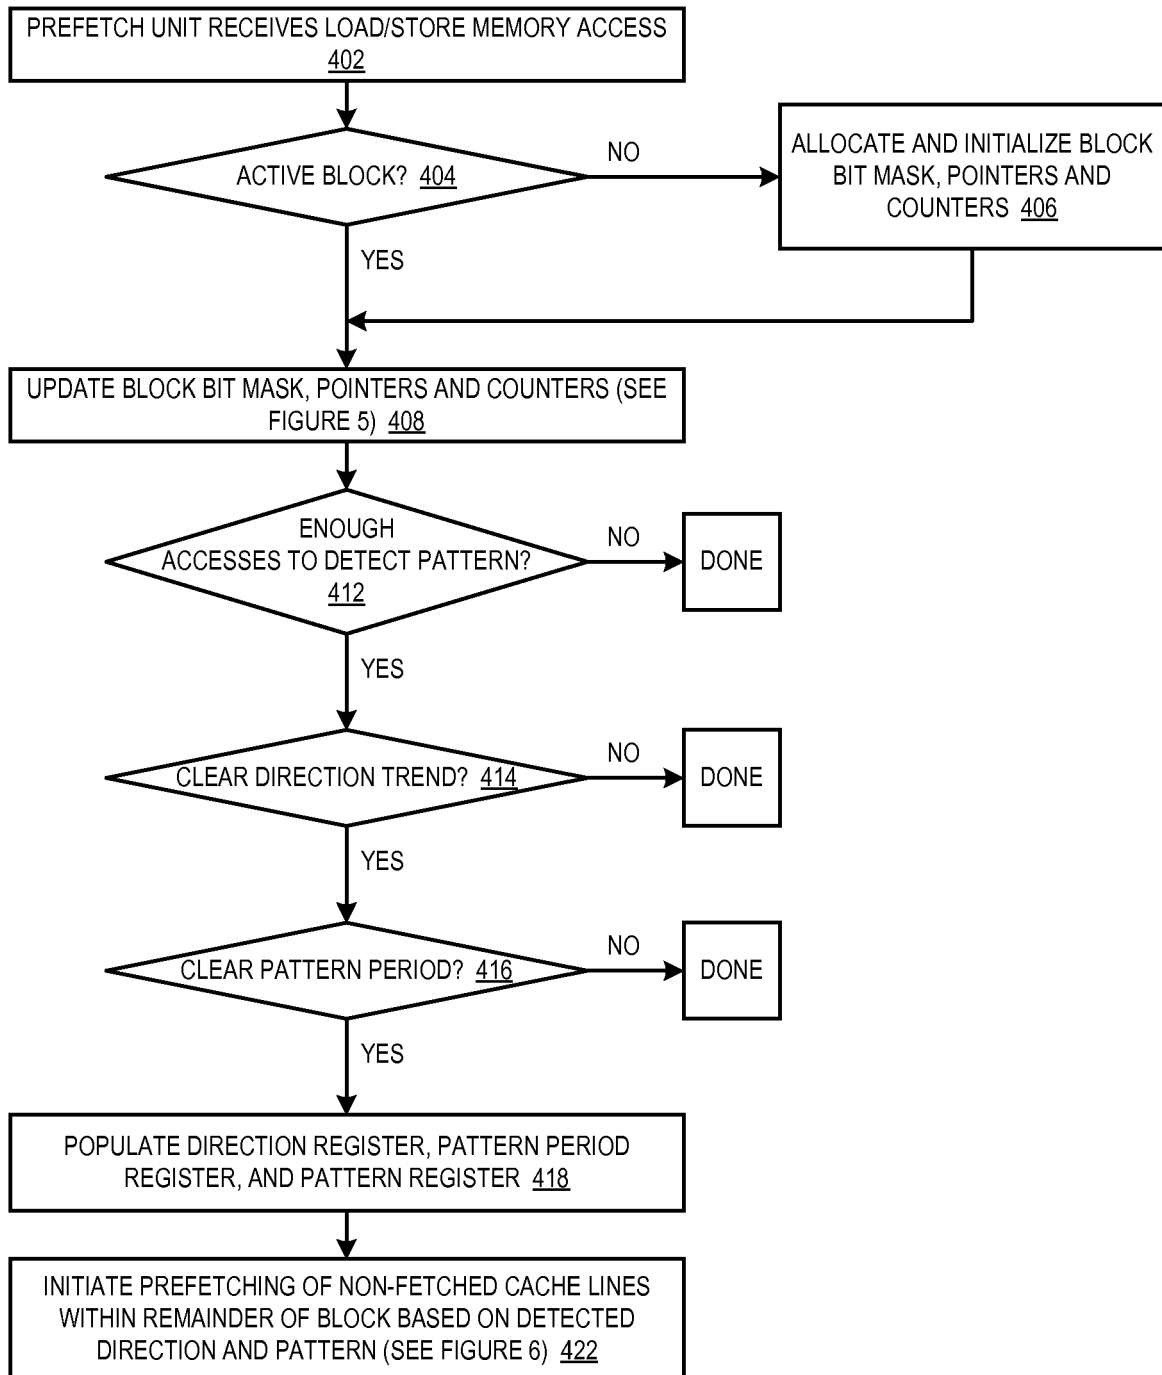 PREFETCH UNIT RECEIVES LOAD/STORE MEMORY ACCESS
402
ACTIVE BLOCK? 404
NO
ALLOCATE AND INITIALIZE BLOCK
BIT MASK, POINTERS AND
COUNTERS 406
YES
UPDATE BLOCK BIT MASK, POINTERS AND COUNTERS (SEE
FIGURE 5) 408
ENOUGH
ACCESSES TO DETECT PATTERN?
412
NO
DONE
YES
CLEAR DIRECTION TREND? 414
NO
DONE
YES
CLEAR PATTERN PERIOD? 416
NO
DONE
YES
POPULATE DIRECTION REGISTER, PATTERN PERIOD
REGISTER, AND PATTERN REGISTER 418
INITIATE PREFETCHING OF NON-FETCHED CACHE LINES
WITHIN REMAINDER OF BLOCK BASED ON DETECTED
DIRECTION AND PATTERN (SEE FIGURE 6) 422